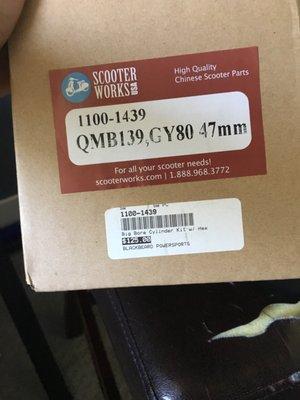 SCOOTER
WORKS USA
High Quality
Chinese Scooter Parts
1100-1439
QMB139,GY80 47mm
For all your scooter needs!
scooterworks.com | 1.888.968.3772
1100-1439
Big Bore Cylinder Kit w/ Hea
$125.00
BLACKBEARD POWERSPORTS